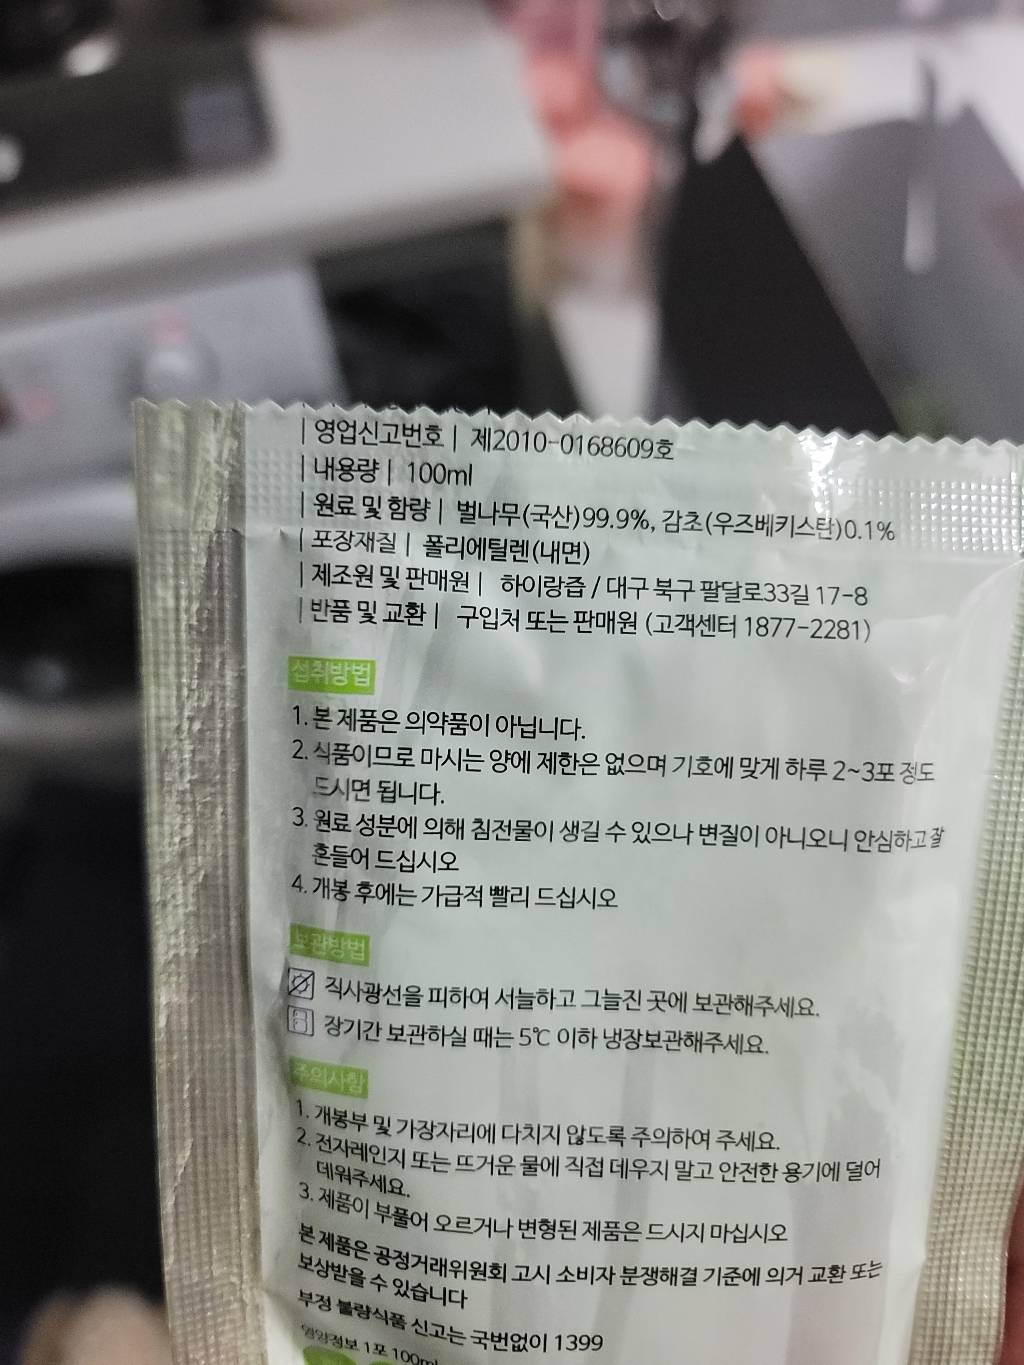 | 영업신고번호 | 제2010-0168609호
| 내용량 | 100ml
| 원료 및 함량 | 벌나무(국산)99.9%, 감초(우즈베키스탄)0.1%
| 포장재질 | 폴리에틸렌(내면)
| 제조원 및 판매원 | 하이랑즙 / 대구 북구 팔달로33길 17-8
| 반품 및 교환 | 구입처 또는 판매원 (고객센터 1877-2281)
섭취방법
1. 본 제품은 의약품이 아닙니다.
2. 식품이므로 마시는 양에 제한은 없으며 기호에 맞게 하루 2~3포 정도
드시면 됩니다.
3. 원료 성분에 의해 침전물이 생길 수 있으나 변질이 아니오니 안심하고 잘
흔들어 드십시오
4. 개봉 후에는 가급적 빨리 드십시오
보관방법
직사광선을 피하여 서늘하고 그늘진 곳에 보관해주세요.
장기간 보관하실 때는 5℃ 이하 냉장보관해주세요.
주의사항
1. 개봉부 및 가장자리에 다치지 않도록 주의하여 주세요.
2. 전자레인지 또는 뜨거운 물에 직접 데우지 말고 안전한 용기에 덜어
데워주세요.
3. 제품이 부풀어 오르거나 변형된 제품은 드시지 마십시오
본 제품은 공정거래위원회 고시 소비자 분쟁해결 기준에 의거 교환 또는
보상받을 수 있습니다
부정 불량식품 신고는 국번없이 1399
영양정보 1포 100ml